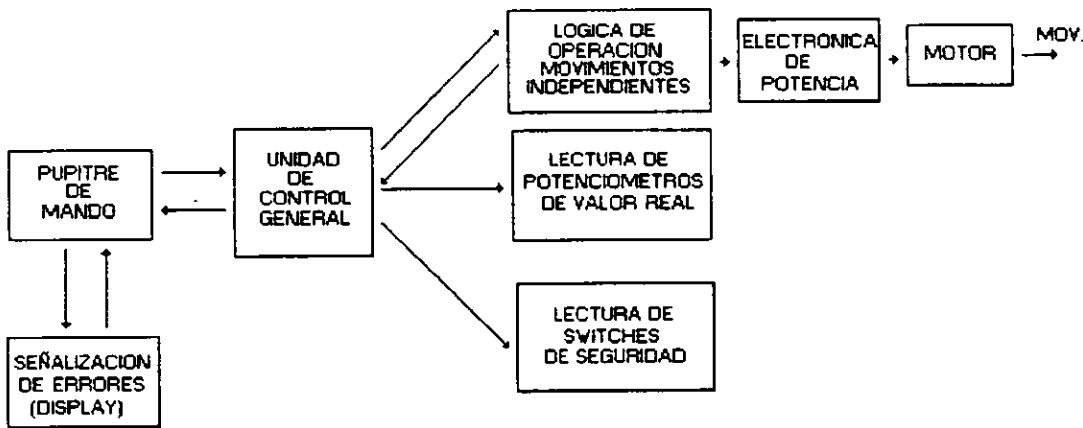 PUPITRE
DE
MANDO
SEÑALIZACION
DE ERRORES
(DISPLAY)
UNIDAD
DE
CONTROL
GENERAL
LOGICA DE
OPERACION
MOVIMIENTOS
INDEPENDIENTES
ELECTRONICA
DE
POTENCIA
MOTOR
MOV.
LECTURA DE
POTENCIOMETROS
DE VALOR REAL
LECTURA DE
SWITCHES
DE SEGURIDAD